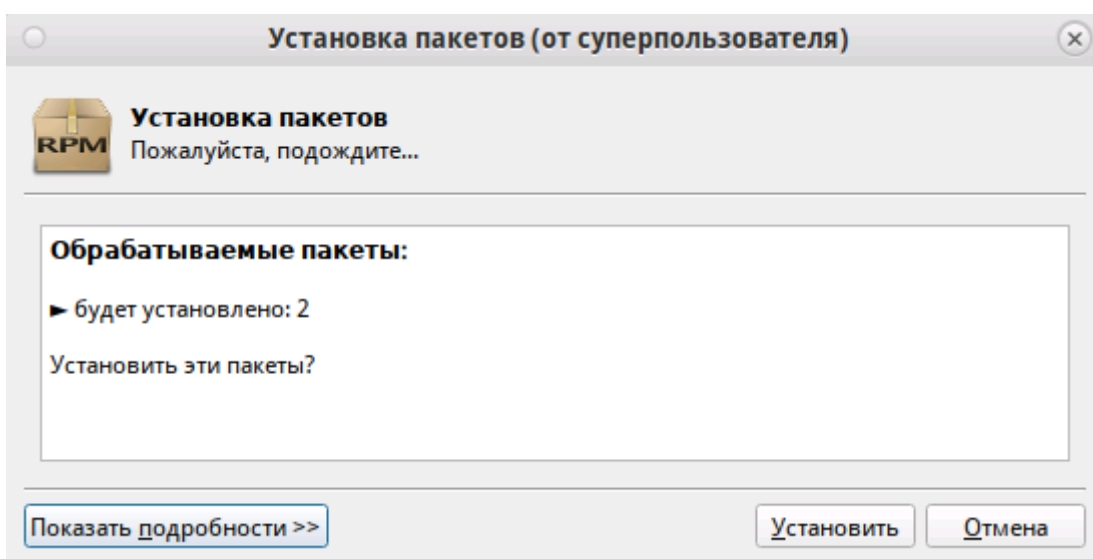 Установка пакетов (от суперпользователя)
RPM
Установка пакетов
Пожалуйста, подождите...
Обрабатываемые пакеты:
► будет установлено: 2
Установить эти пакеты?
Показать подробности >>
Установить
Отмена